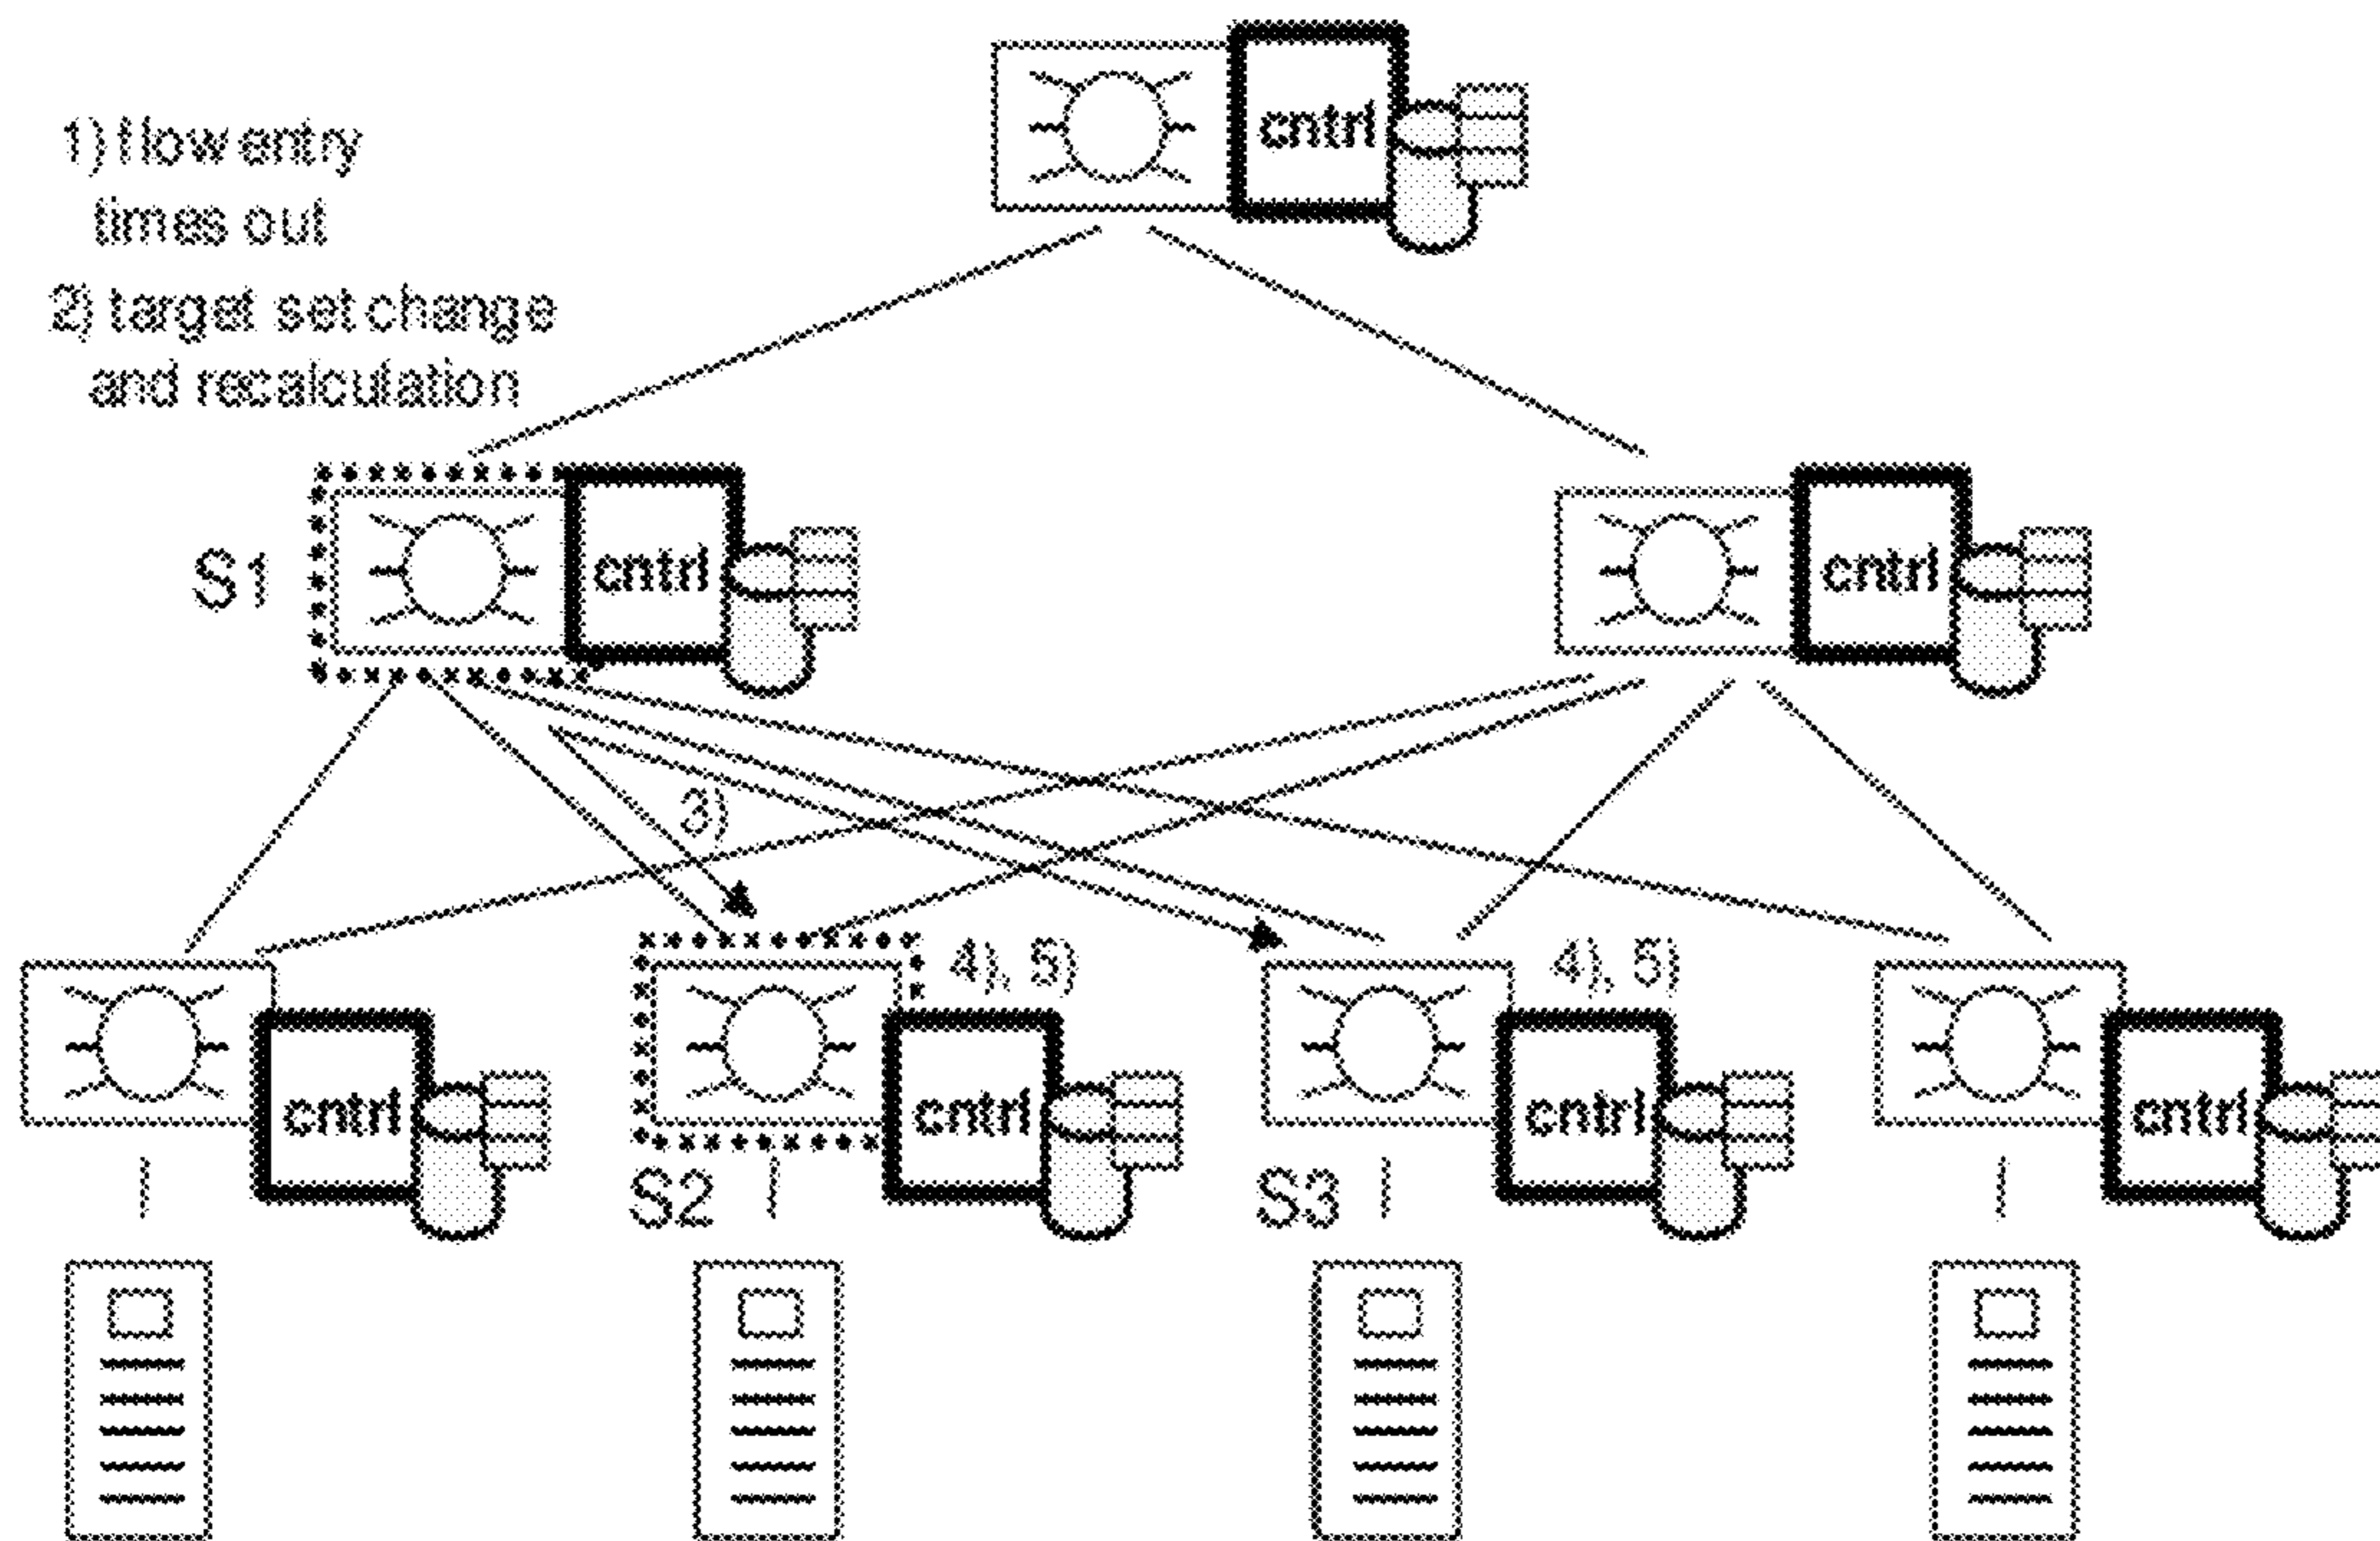 cntrl
1) flow entry
times out
2) target set change
and recalculation
S1
cntrl
cntrl
3)
4), 5)
4), 5)
cntrl
cntrl
cntrl
cntrl
S2
S3